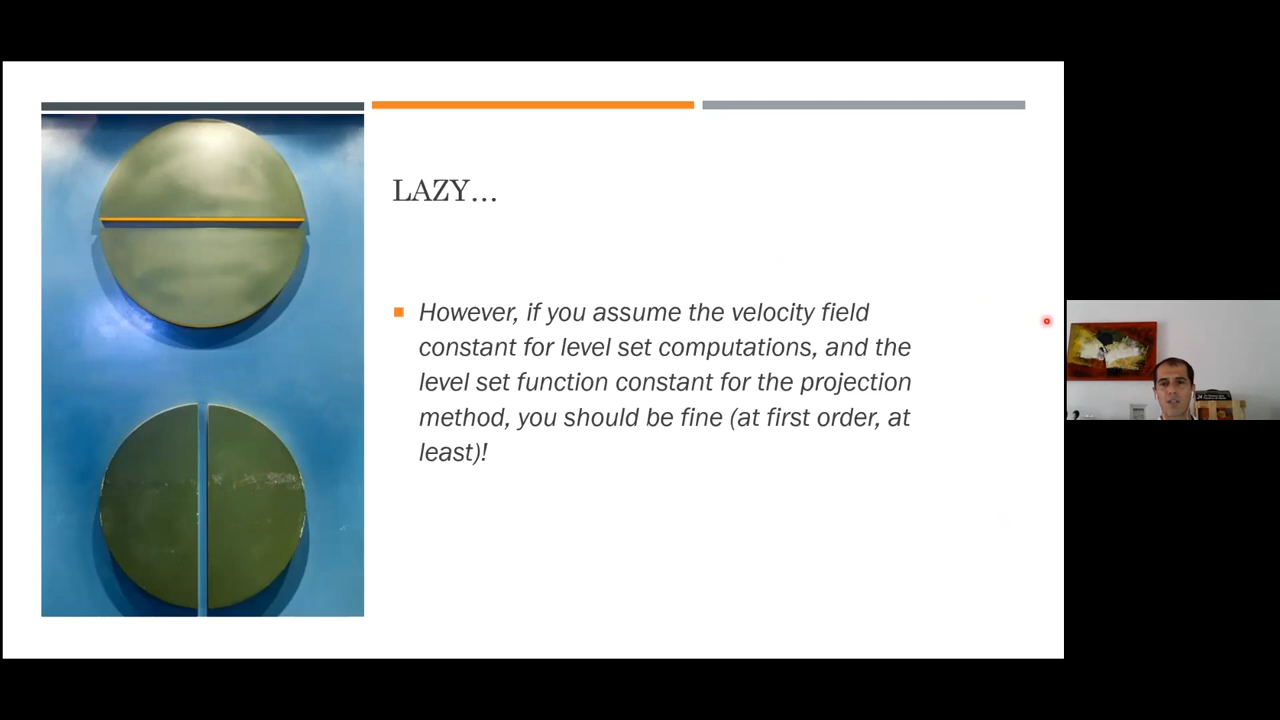 LAZY…
However, if you assume the velocity field
constant for level set computations, and the
level set function constant for the projection
method, you should be fine (at first order, at
least)!